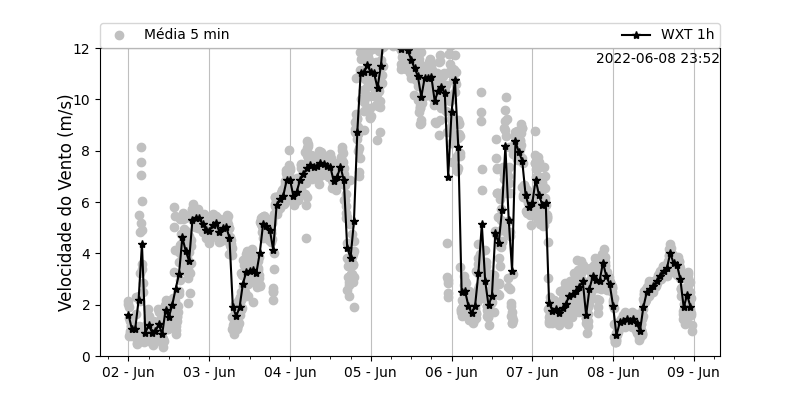 Média 5 min
WXT 1h
2022-06-08 23:52
Velocidade do Vento (m/s)
12
10
8
6
4
2
0
02 - Jun
03 - Jun
04 - Jun
05 - Jun
06 - Jun
07 - Jun
08 - Jun
09 - Jun